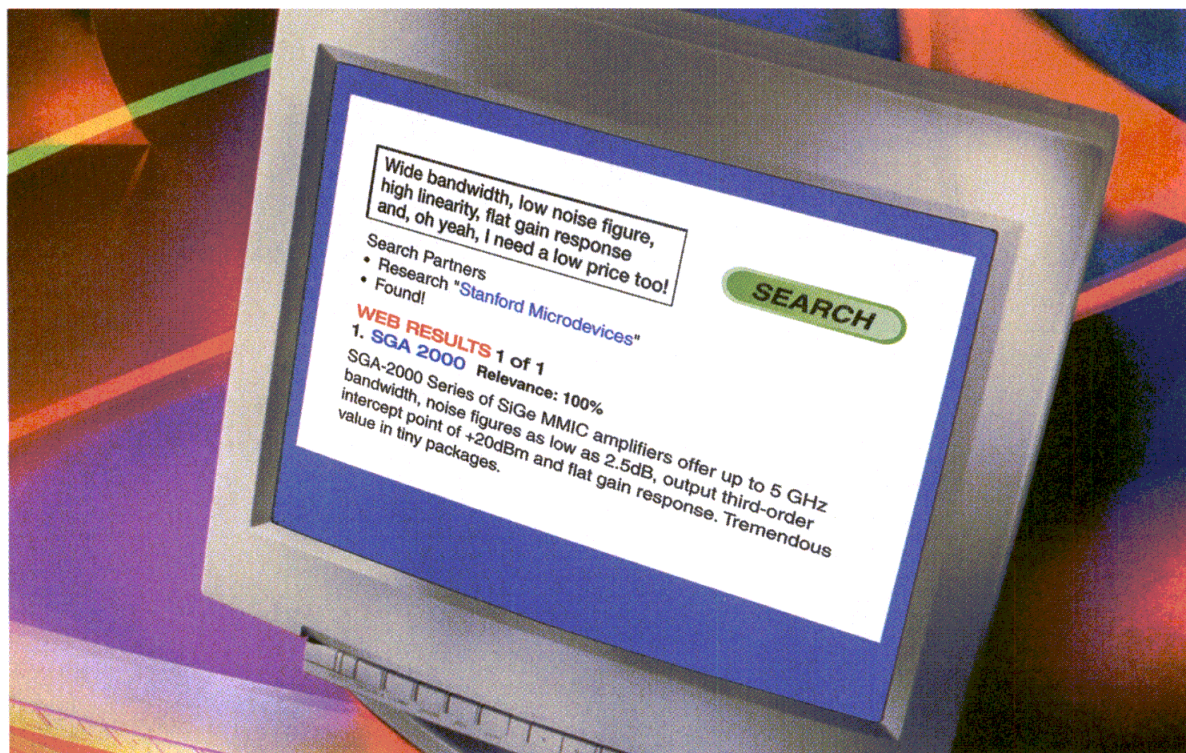 Wide bandwidth, low noise figure,
high linearity, flat gain response
and, oh yeah, I need a low price too!
SEARCH
Search Partners
• Research "Stanford Microdevices"
• Found!
WEB RESULTS 1 of 1
1. SGA 2000 Relevance: 100%
SGA-2000 Series of SiGe MMIC amplifiers offer up to 5 GHz
bandwidth, noise figures as low as 2.5dB, output third-order
intercept point of +20dBm and flat gain response. Tremendous
value in tiny packages.